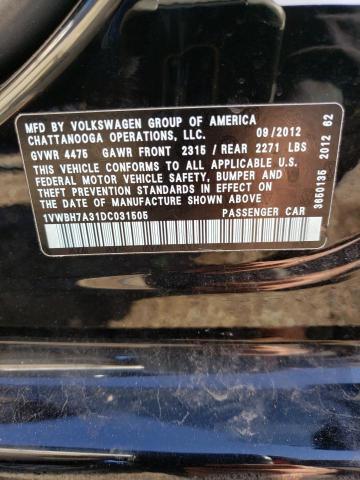 MFD BY VOLKSWAGEN GROUP OF AMERICA
CHATTANOOGA OPERATIONS, LLC. 09/2012
GVWR 4475 GAWR FRONT 2315 / REAR 2271 LBS
THIS VEHICLE CONFORMS TO ALL APPLICABLE U.S.
FEDERAL MOTOR VEHICLE SAFETY, BUMPER, AND
THEFT PREVENTION STANDARDS IN EFFECT ON THE
DATE OF MANUFACTURE SHOWN ABOVE
1VWBH7A31DC031505 PASSENGER CAR
3650135 2012 62